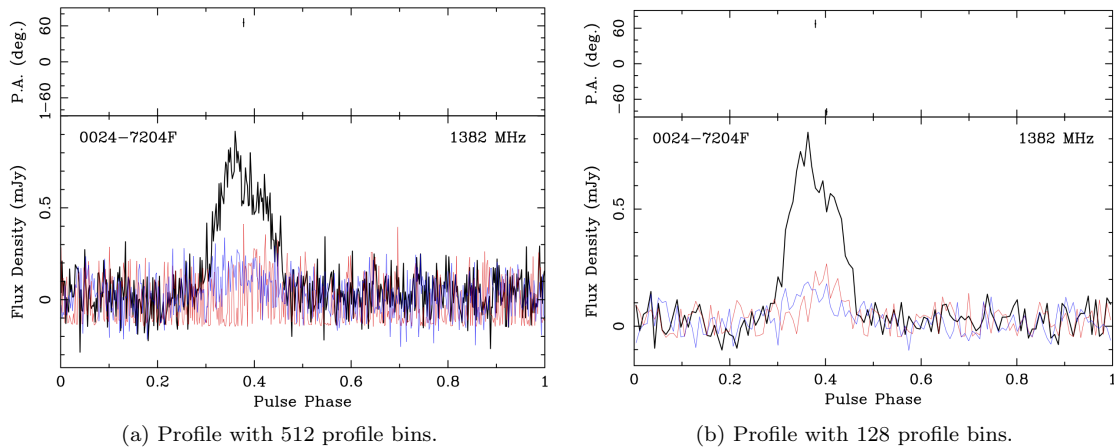 P.A. (deg.)
60
0
1−60
0024−7204F
1382 MHz
Flux Density (mJy)
0.5
0
0
0.2
0.4
0.6
0.8
1
Pulse Phase
(a) Profile with 512 profile bins.
P.A. (deg.)
60
0
−60
0024−7204F
1382 MHz
Flux Density (mJy)
0.5
0
0
0.2
0.4
0.6
0.8
1
Pulse Phase
(b) Profile with 128 profile bins.